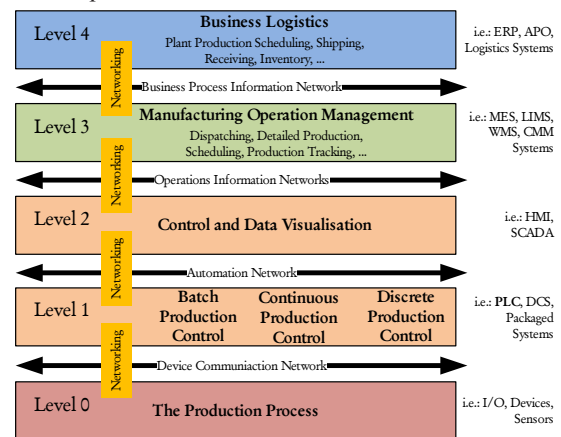 Business Logistics
Level 4
Plant Production Scheduling, Shipping,
Receiving, Inventory, ...
i.e.: ERP, APO,
Logistics Systems
Networking
Business Process Information Network
Manufacturing Operation Management
Level 3
Dispatching, Detailed Production,
Scheduling, Production Tracking, ...
i.e.: MES, LIMS,
WMS, CMM
Systems
Networking
Operations Information Networks
Level 2
Control and Data Visualisation
i.e.: HMI,
SCADA
Networking
Automation Network
Level 1
Batch
Production
Control
Continuous
Production
Control
Discrete
Production
Control
i.e.: PLC, DCS,
Packaged
Systems
Networking
Device Communiaction Network
Level 0
The Production Process
i.e.: I/O, Devices,
Sensors